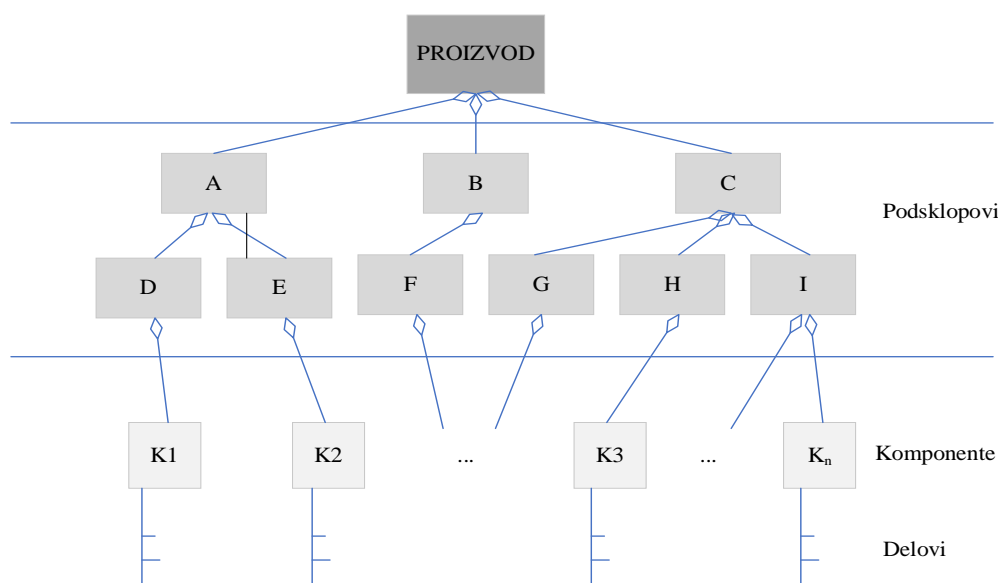 PROIZVOD
A
B
C
Podsklopovi
D
E
F
G
H
I
K1
K2
...
K3
...
Kₙ
Komponente
Delovi